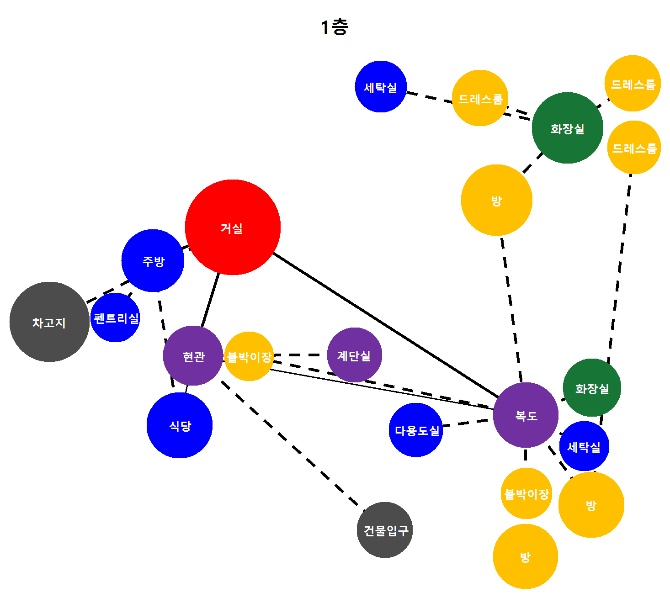 1층
세탁실
드레스룸
드레스룸
화장실
드레스룸
방
거실
주방
차고지
펜트리실
현관
붙박이장
계단실
식당
다용도실
복도
화장실
세탁실
붙박이장
방
건물입구
방